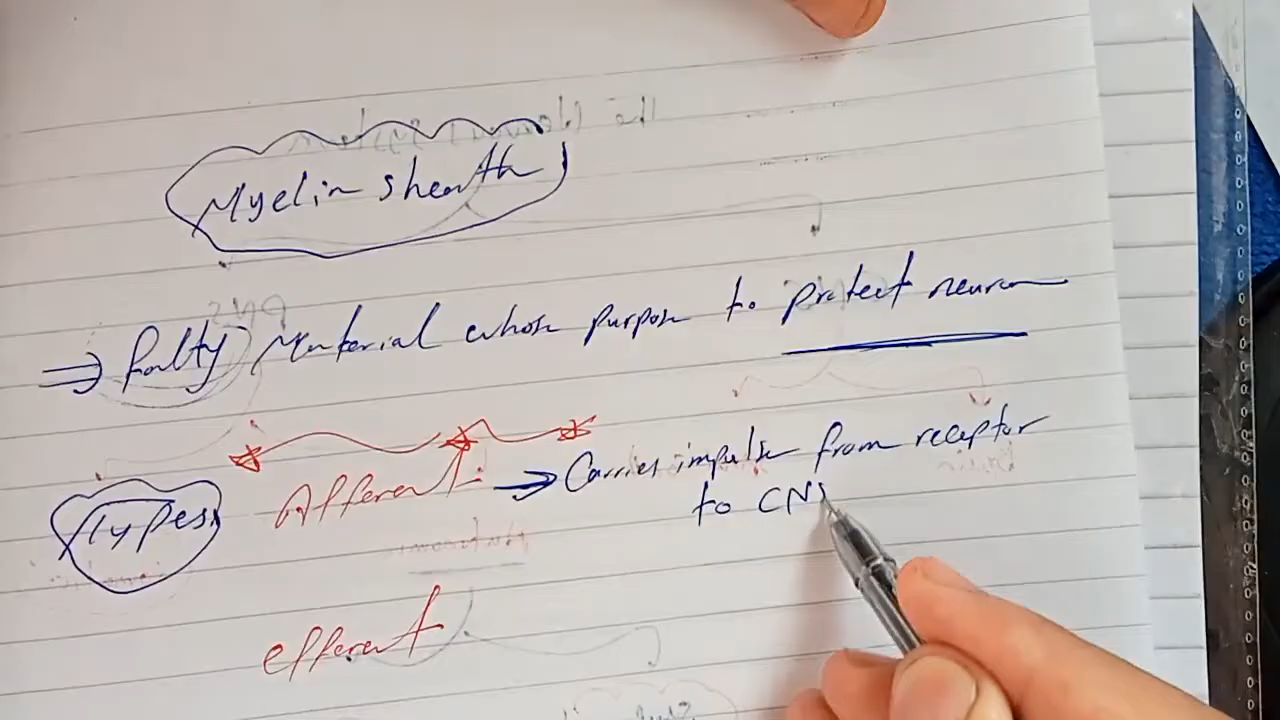 Myelin sheath
⇒ fatty Material whose purpose to protect neuron
Types
Afferent: → Carries impulse from receptor
to CNS
efferent